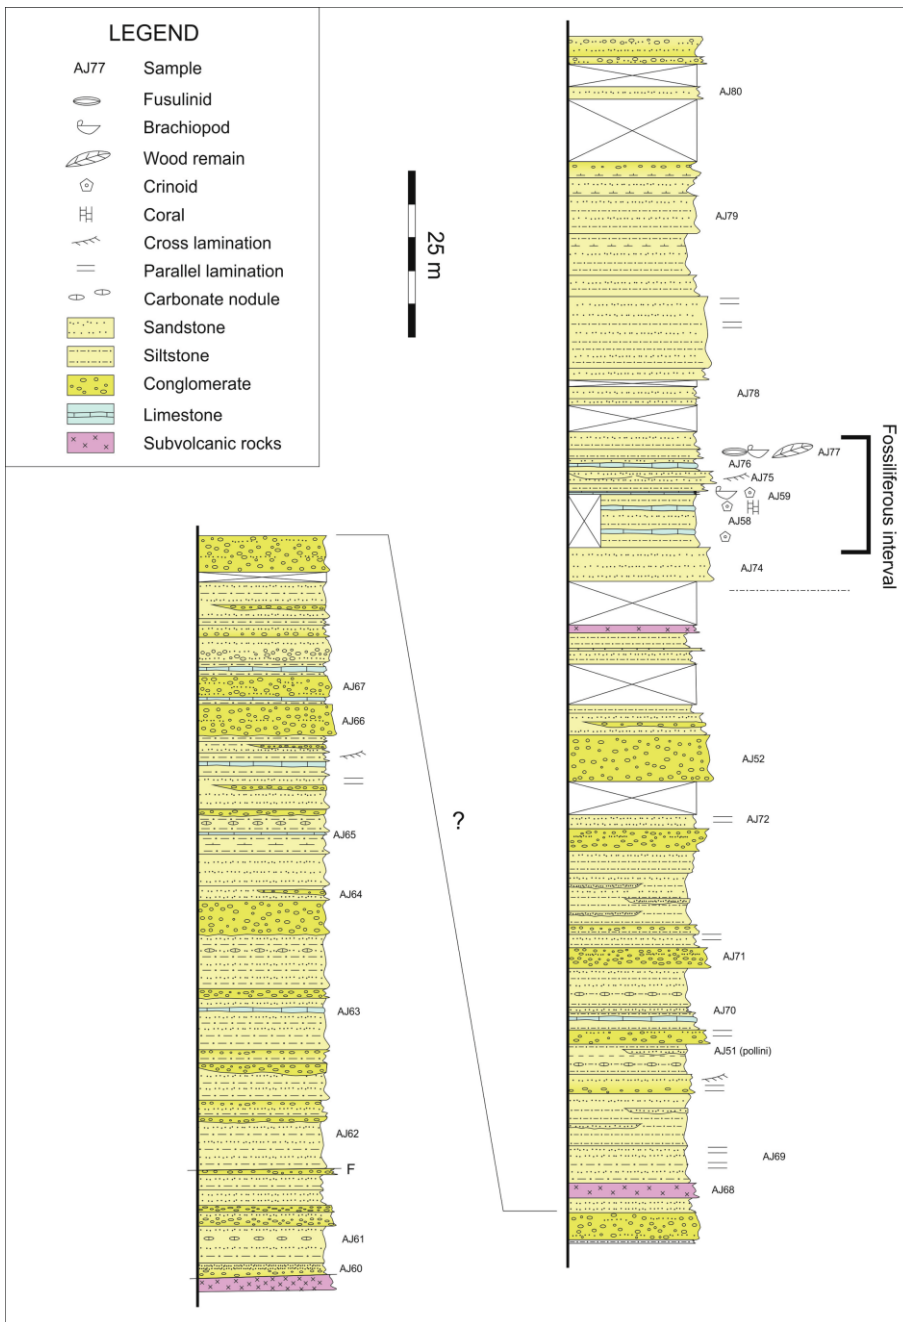 LEGEND
AJ77 Sample
Fusulinid
Brachiopod
Wood remain
Crinoid
Coral
Cross lamination
Parallel lamination
Carbonate nodule
Sandstone
Siltstone
Conglomerate
Limestone
Subvolcanic rocks
25 m
AJ67
AJ66
AJ65
AJ64
AJ63
AJ62
F
AJ61
AJ60
?
AJ80
AJ79
AJ78
AJ77
AJ76
AJ75
AJ59
AJ58
AJ74
Fossiliferous interval
AJ52
AJ72
AJ71
AJ70
AJ51 (pollini)
AJ69
AJ68